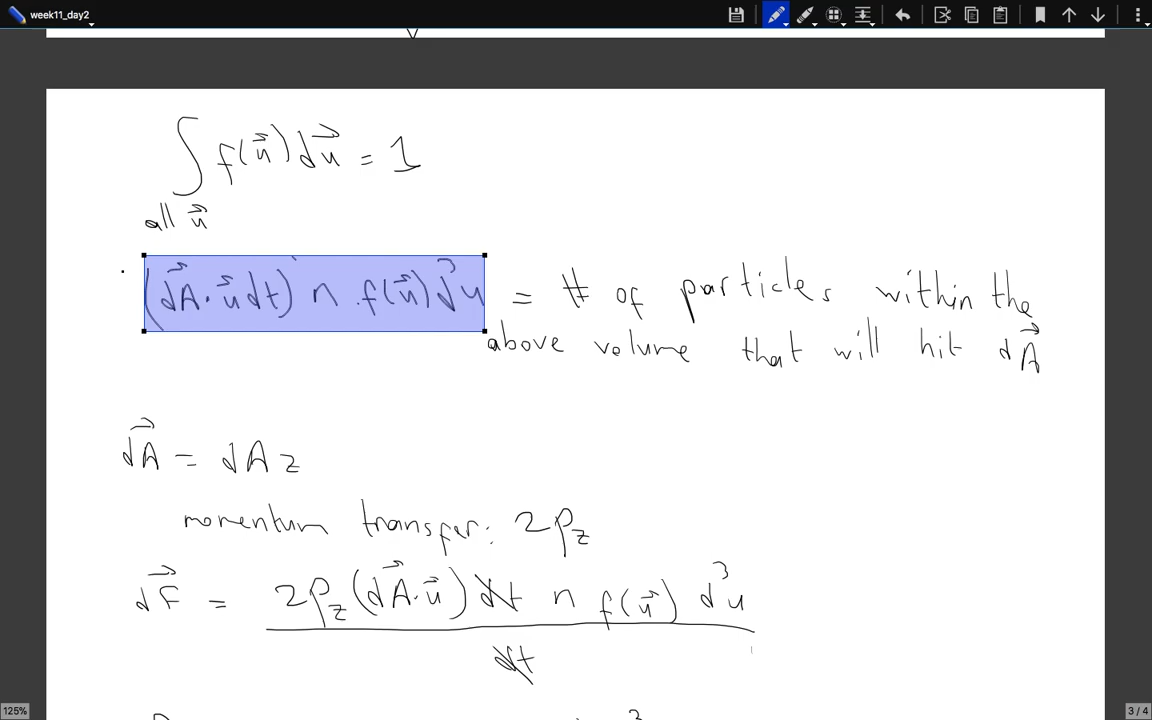 week11_day2
∫ f(u⃗) du⃗ = 1
all u⃗
(dA⃗ · u⃗ dt) n f(u⃗) d³u = # of particles within the
above volume that will hit dA⃗
dA⃗ = dA z
momentum transfer: 2p_z
dF⃗ = 2p_z (dA⃗ · u⃗) dt n f(u⃗) d³u
dt
3
125%
3 / 4